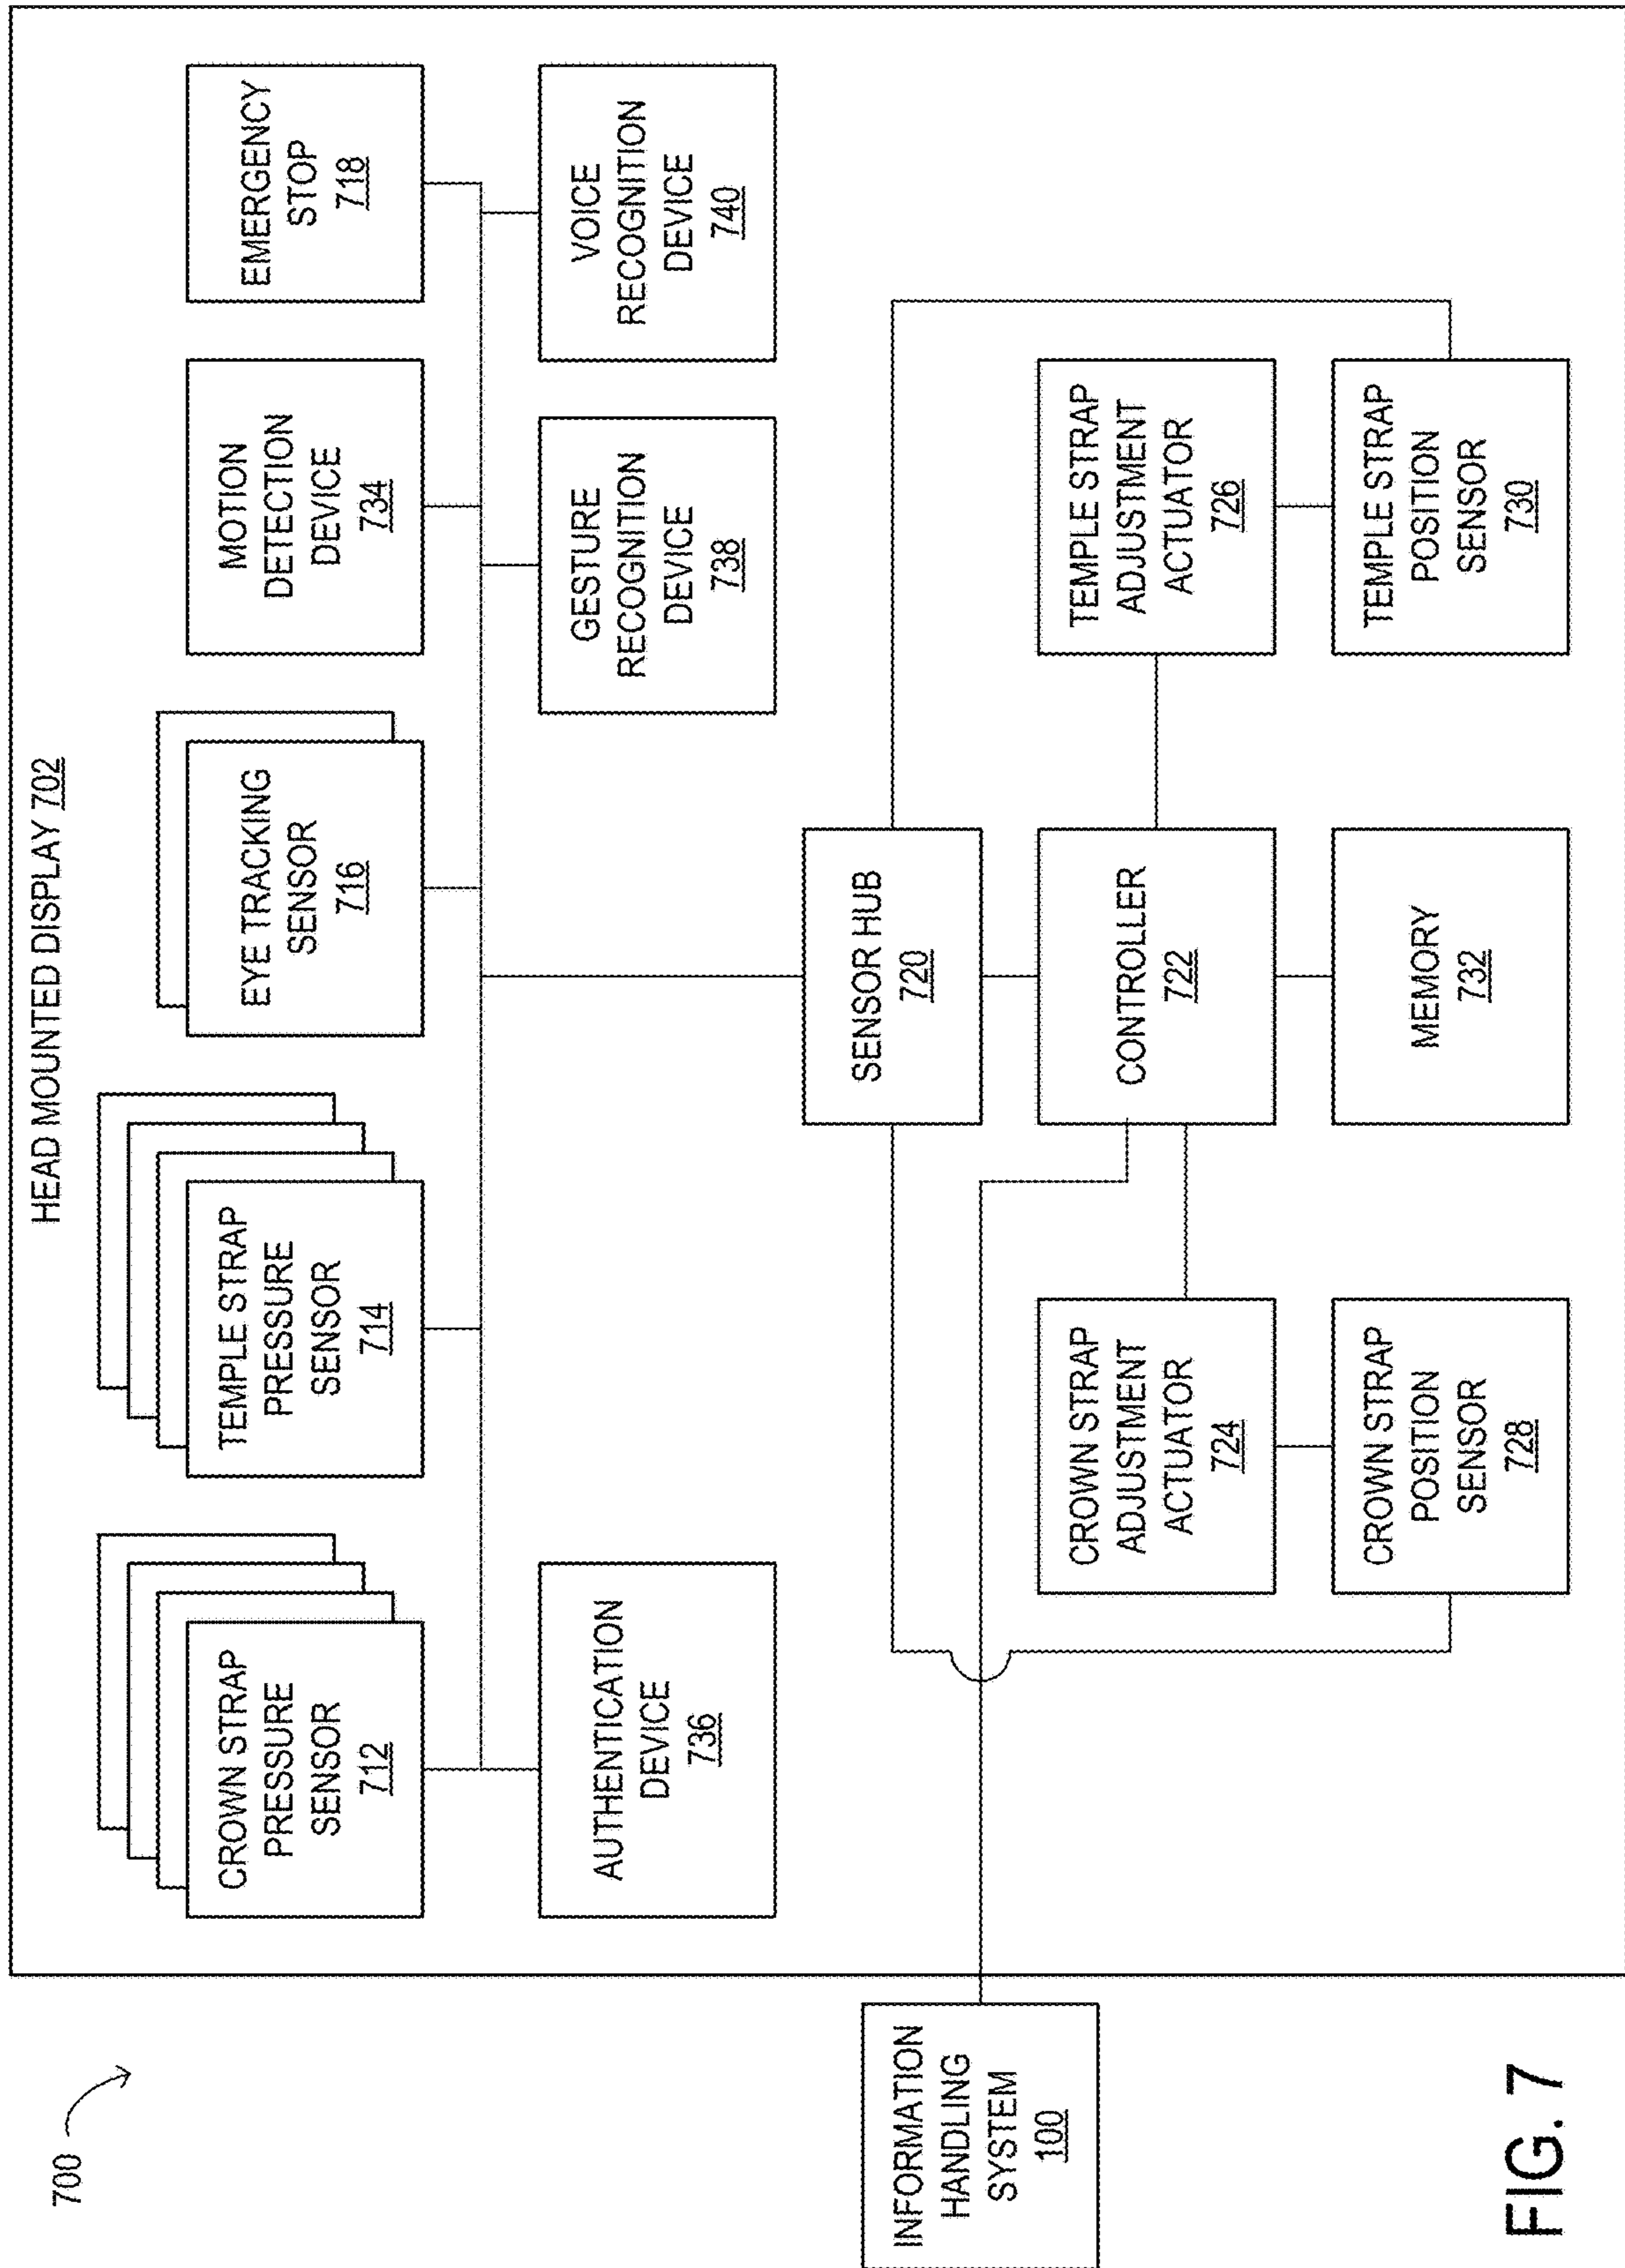 700
HEAD MOUNTED DISPLAY 702
CROWN STRAP
PRESSURE
SENSOR
712
TEMPLE STRAP
PRESSURE
SENSOR
714
EYE TRACKING
SENSOR
716
MOTION
DETECTION
DEVICE
734
EMERGENCY
STOP
718
AUTHENTICATION
DEVICE
736
GESTURE
RECOGNITION
DEVICE
738
VOICE
RECOGNITION
DEVICE
740
INFORMATION
HANDLING
SYSTEM
100
SENSOR HUB
720
CROWN STRAP
ADJUSTMENT
ACTUATOR
724
CONTROLLER
722
TEMPLE STRAP
ADJUSTMENT
ACTUATOR
726
CROWN STRAP
POSITION
SENSOR
728
MEMORY
732
TEMPLE STRAP
POSITION
SENSOR
730
FIG. 7